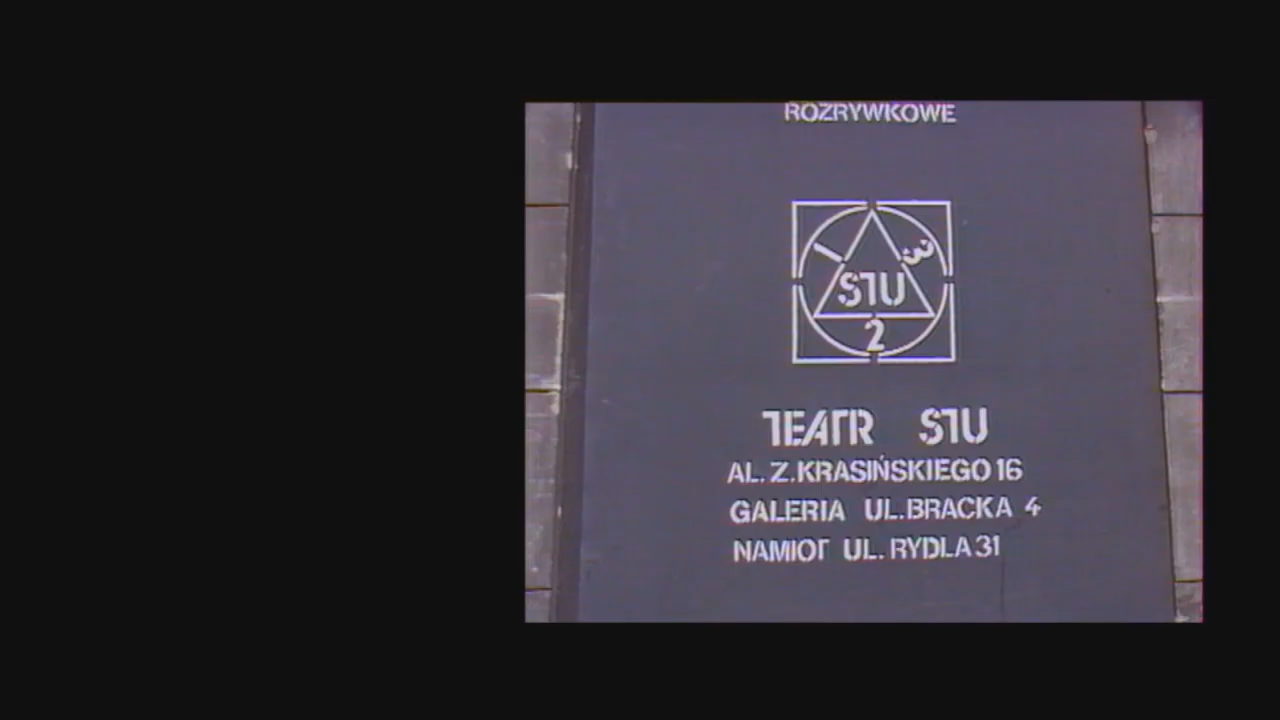 ROZRYWKOWE
1 3
STU
2
TEATR STU
AL. Z. KRASIŃSKIEGO 16
GALERIA UL. BRACKA 4
NAMIOT UL. RYDLA 31